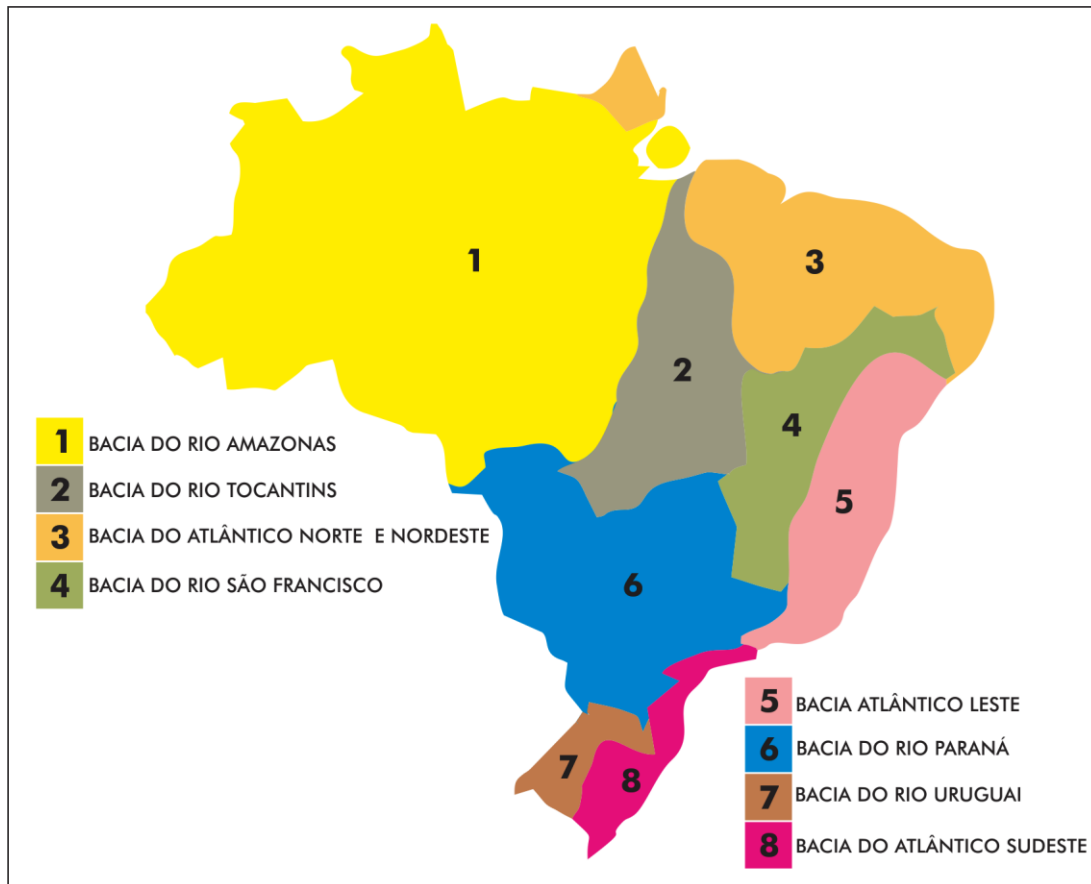 1
3
2
4
5
6
7
8
1 BACIA DO RIO AMAZONAS
2 BACIA DO RIO TOCANTINS
3 BACIA DO ATLÂNTICO NORTE E NORDESTE
4 BACIA DO RIO SÃO FRANCISCO
5 BACIA ATLÂNTICO LESTE
6 BACIA DO RIO PARANÁ
7 BACIA DO RIO URUGUAI
8 BACIA DO ATLÂNTICO SUDESTE